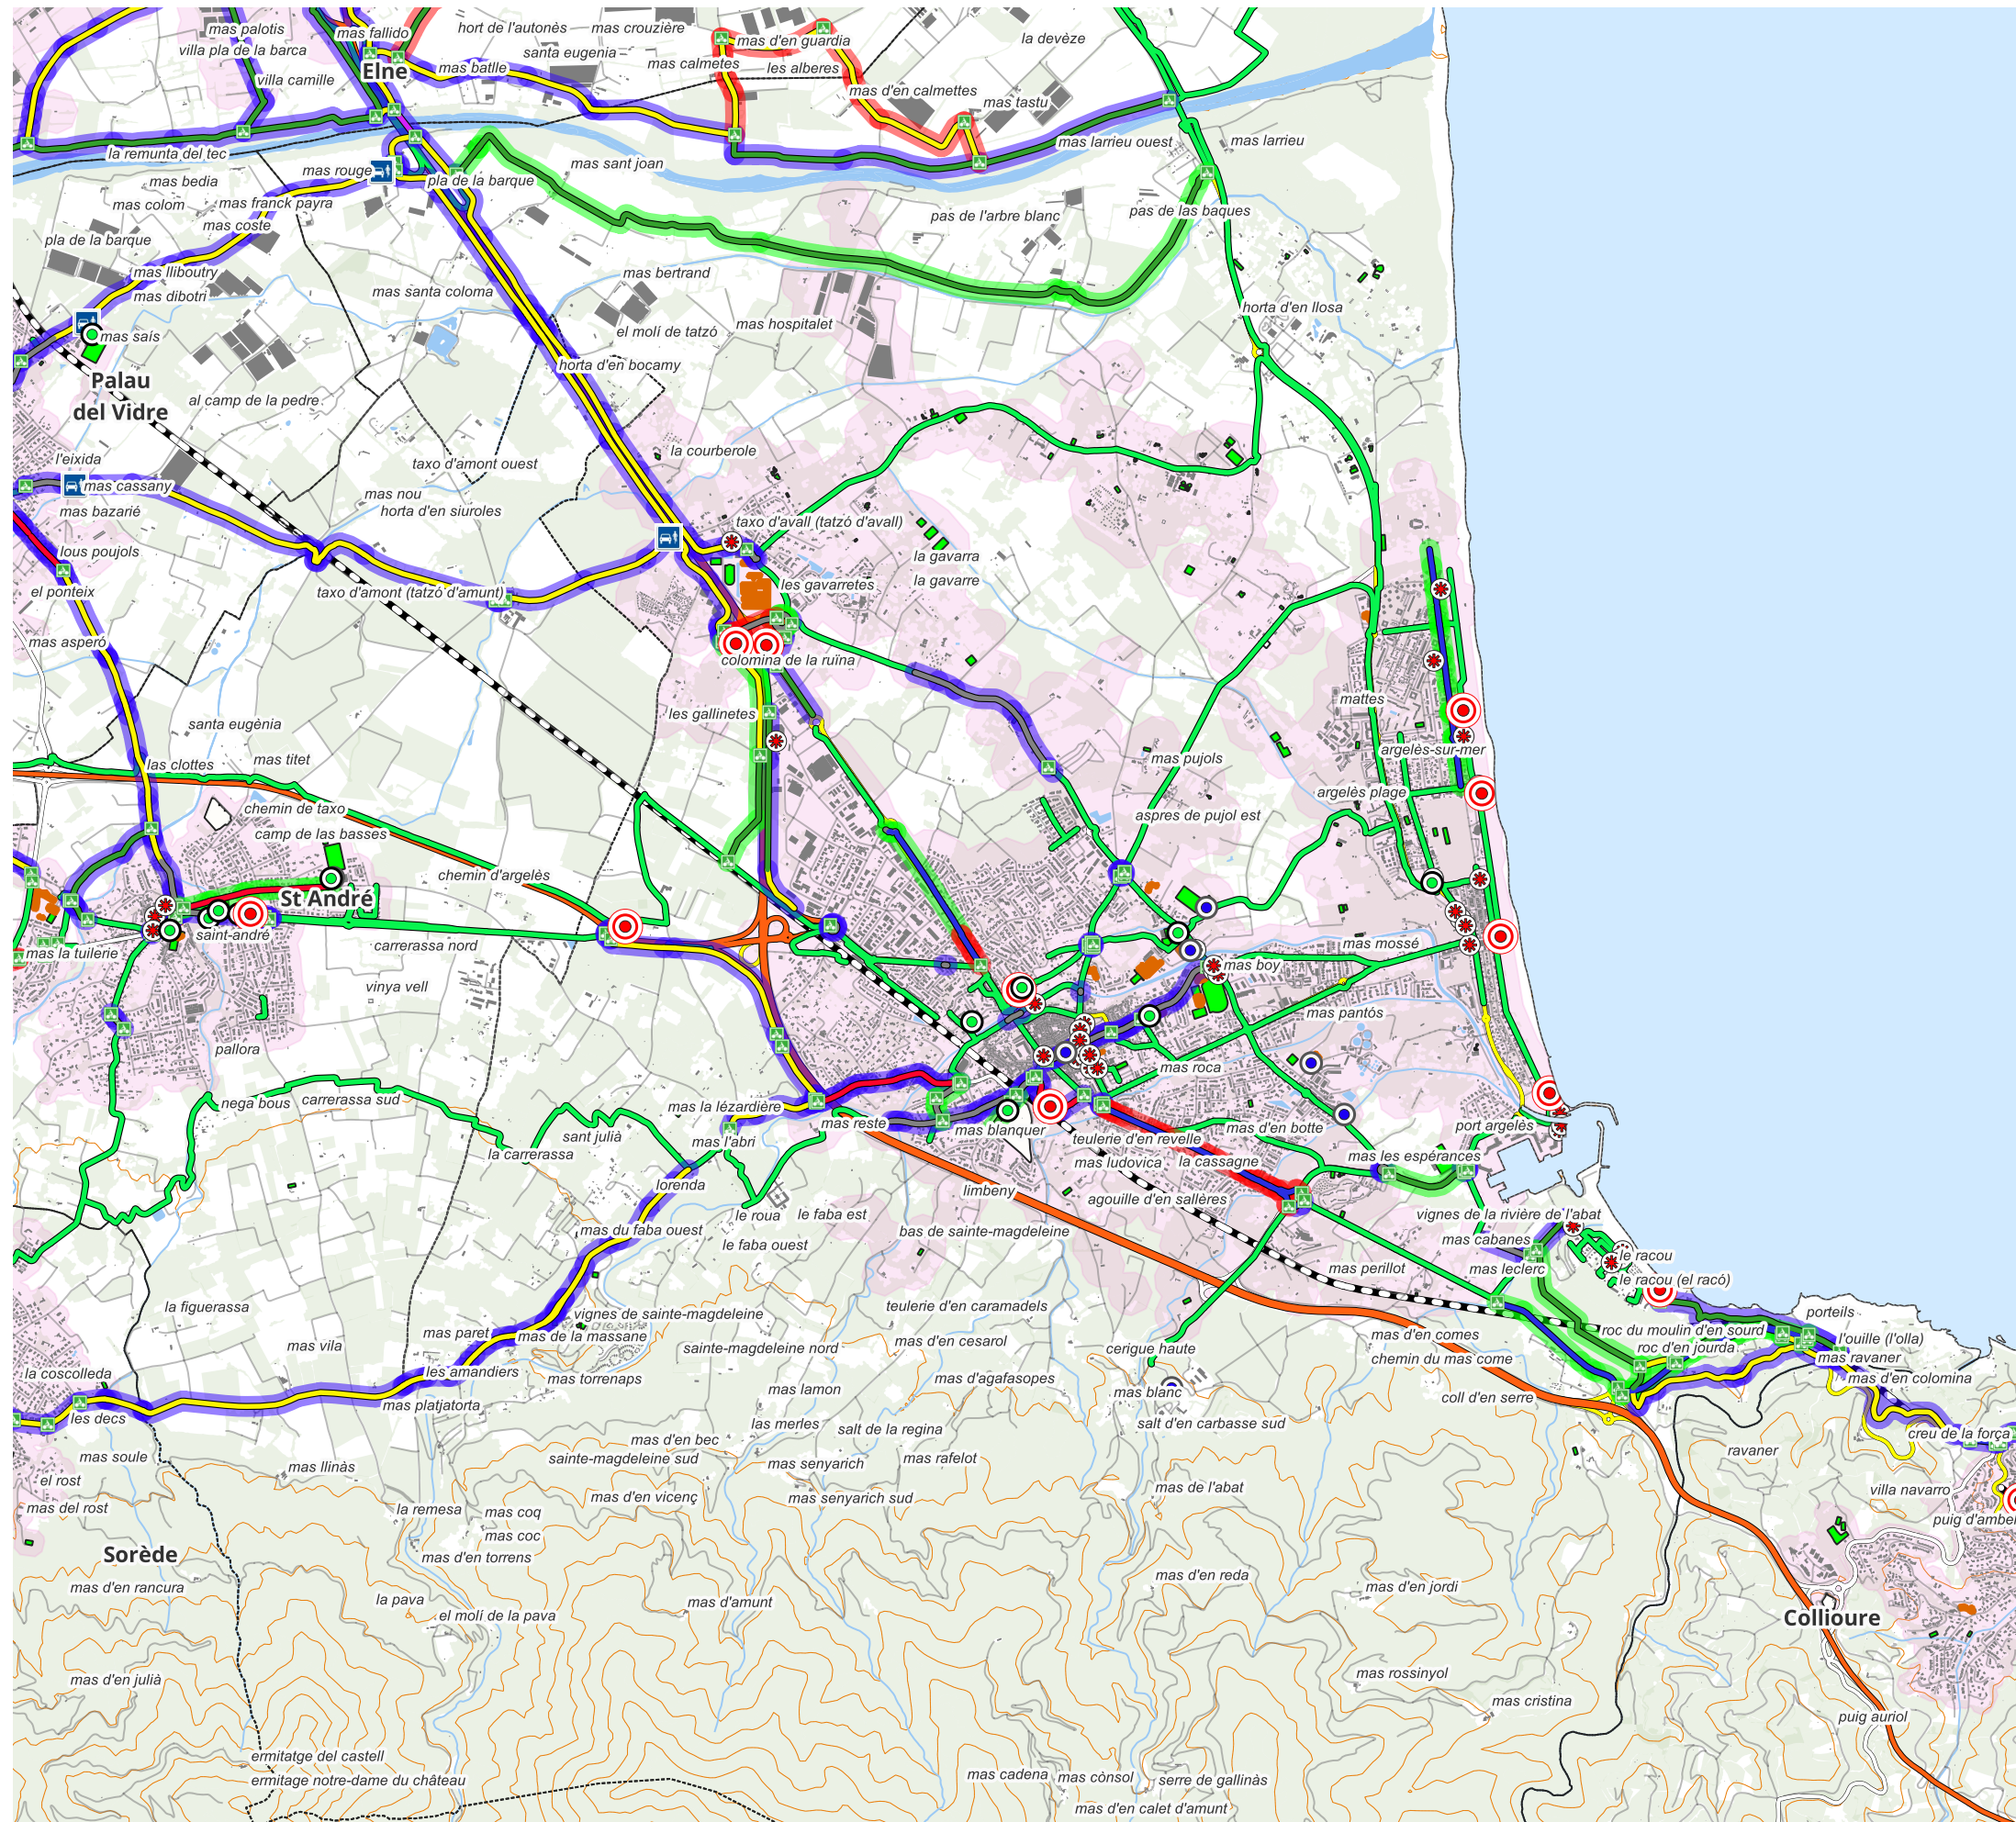 mas palotis
mas fallido
hort de l'autonès
mas crouzière
la devèze
villa pla de la barca
santa eugenia
mas d'en guardia
Elne
mas batlle
mas calmetes
les alberes
villa camille
mas d'en calmettes
mas tastu
la remunta del tec
mas larrieu ouest
mas larrieu
mas sant joan
mas rouge
mas bedia
pla de la barque
mas colom
mas franck payra
pas de l'arbre blanc
pas de las baques
mas coste
pla de la barque
mas lliboutry
mas bertrand
mas dibotri
mas santa coloma
horta d'en llosa
mas saís
el molí de tatzó
mas hospitalet
horta d'en bocamy
Palau
del Vidre
al camp de la pedre
l'eixida
la courberole
taxo d'amont ouest
mas cassany
mas nou
mas bazarié
horta d'en siuroles
taxo d'avall (tatzó d'avall)
lous poujols
la gavarra
la gavarre
el ponteix
taxo d'amont (tatzó d'amunt)
les gavarretes
mas asperó
colomina de la ruïna
santa eugènia
les gallinetes
mattes
argelès-sur-mer
las clottes
mas titet
mas pujols
chemin de taxo
argelès plage
camp de las basses
aspres de pujol est
chemin d'argelès
St André
saint-andré
carrerassa nord
mas mossé
mas la tuilerie
mas boy
vinya vell
mas pantós
pallora
mas roca
nega bous
carrerassa sud
mas la lézardière
mas reste
mas blanquer
sant julià
mas l'abri
teulerie d'en revelle
mas d'en botte
port argelès
la carrerassa
mas ludovica
la cassagne
mas les espérances
lorenda
limbeny
agouille d'en sallères
le roua
le faba est
vignes de la rivière de l'abat
mas du faba ouest
bas de sainte-magdeleine
mas cabanes
le faba ouest
le racou
mas perillot
mas leclerc
le racou (el racó)
la figuerassa
vignes de sainte-magdeleine
teulerie d'en caramadels
porteils
mas paret
mas de la massane
mas d'en cesarol
mas d'en comes
roc du moulin d'en sourd
l'ouille (l'olla)
mas vila
sainte-magdeleine nord
cerigue haute
chemin du mas come
roc d'en jourda
mas ravaner
la coscolleda
les amandiers
mas torrenaps
mas d'agafasopes
mas d'en colomina
mas lamon
mas blanc
coll d'en serre
mas platjatorta
les decs
las merles
salt de la regina
salt d'en carbasse sud
creu de la força
mas d'en bec
ravaner
mas soule
sainte-magdeleine sud
mas senyarich
mas rafelot
mas llinàs
el rost
mas de l'abat
villa navarro
mas d'en vicenç
mas senyarich sud
mas del rost
la remesa
mas coq
puig d'ambei
mas coc
Sorède
mas d'en torrens
mas d'en rancura
mas d'en reda
mas d'en jordi
la pava
mas d'amunt
el molí de la pava
Collioure
mas d'en julià
mas rossinyol
mas cristina
puig auriol
ermitatge del castell
mas cadena
mas cònsol
serre de gallinàs
ermitage notre-dame du château
mas d'en calet d'amunt